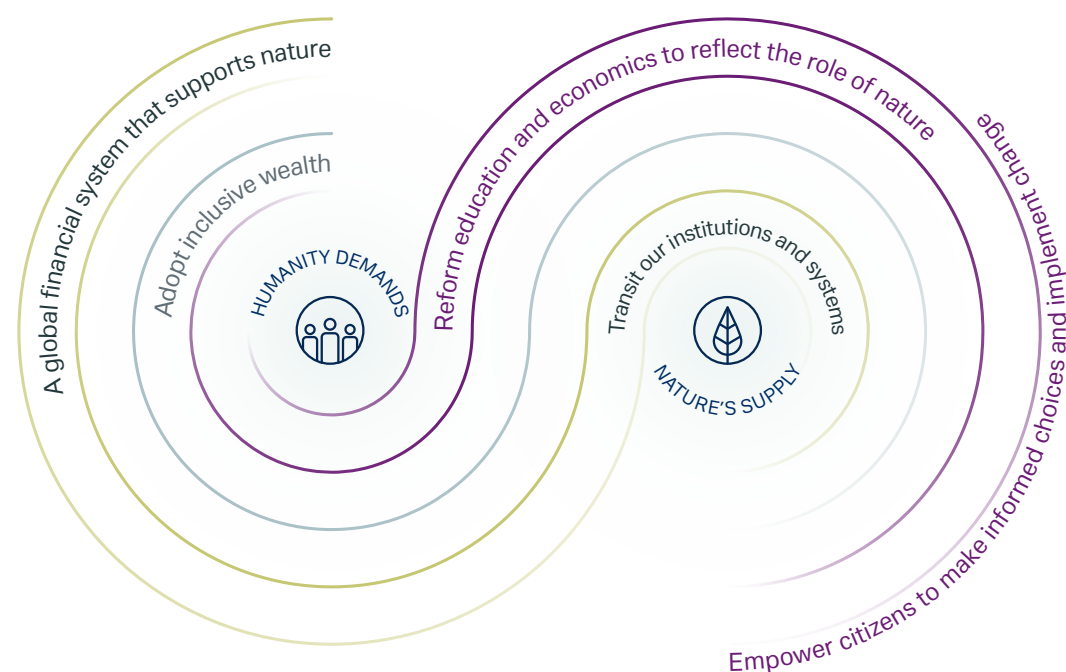 A global financial system that supports nature
Adopt inclusive wealth
HUMANITY DEMANDS
Reform education and economics to reflect the role of nature
Transit our institutions and systems
NATURE’S SUPPLY
Empower citizens to make informed choices and implement change